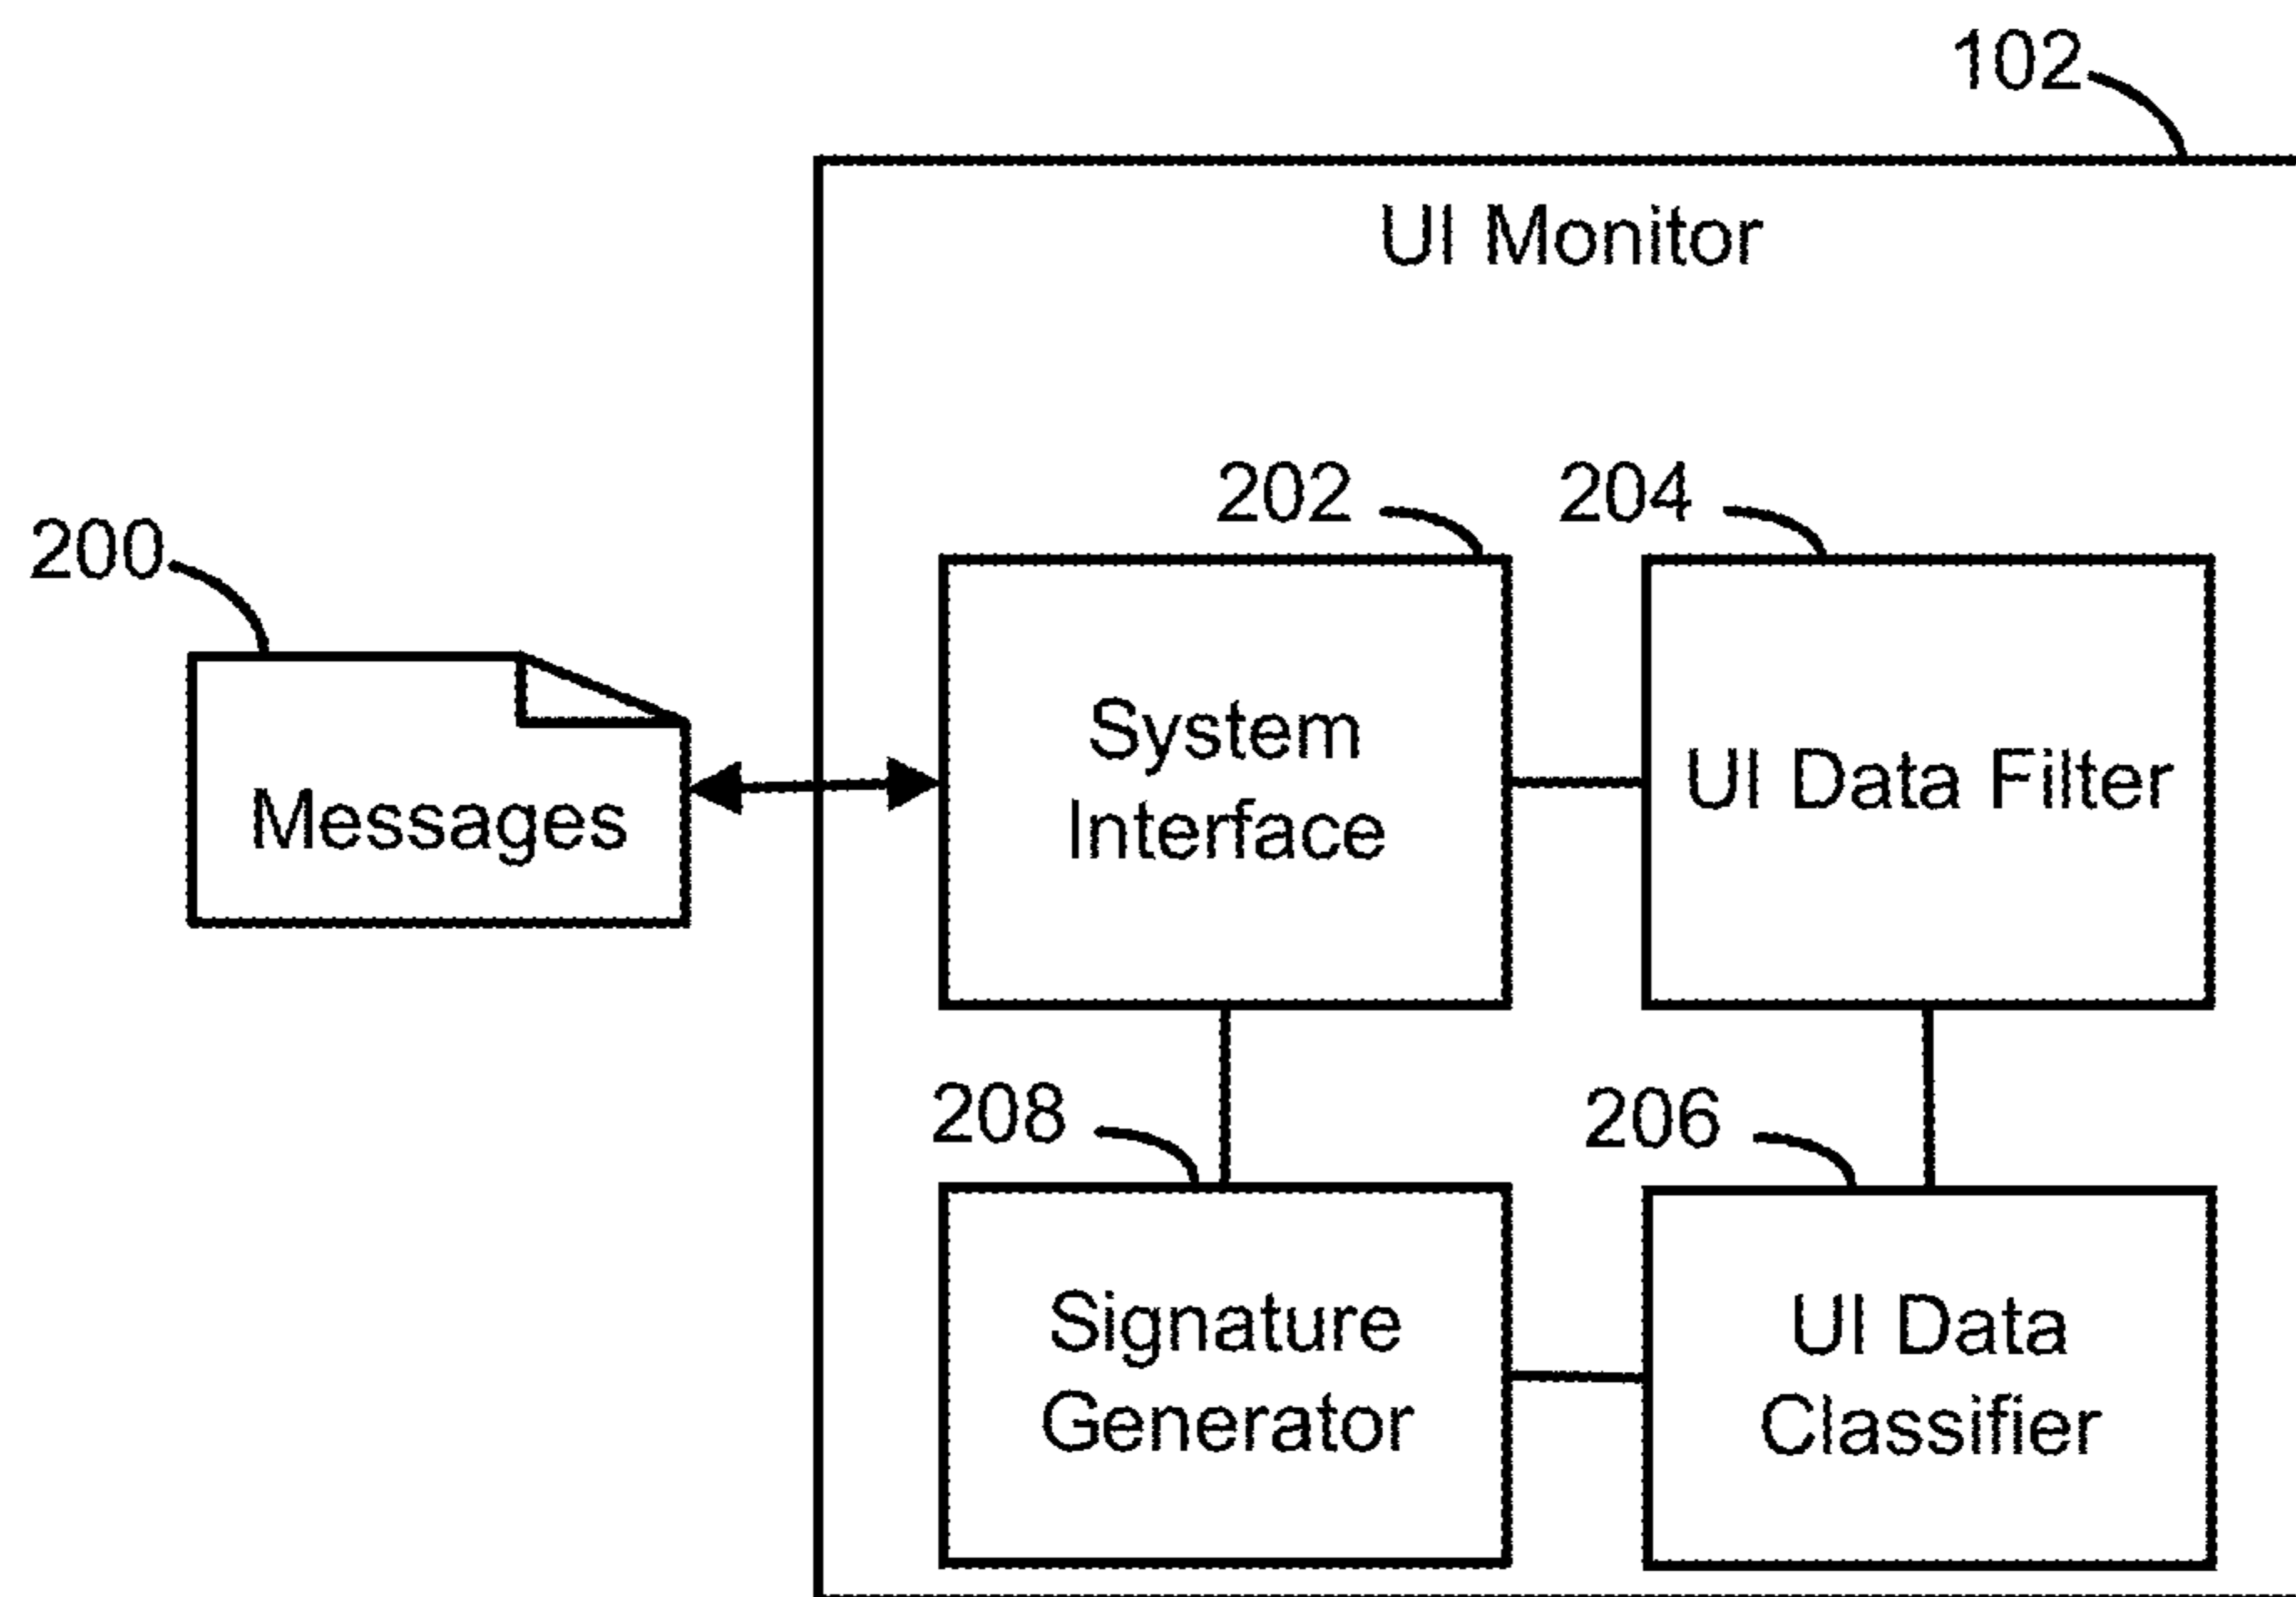 102
UI Monitor
202
204
200
System
Interface
UI Data Filter
Messages
208
206
Signature
Generator
UI Data
Classifier